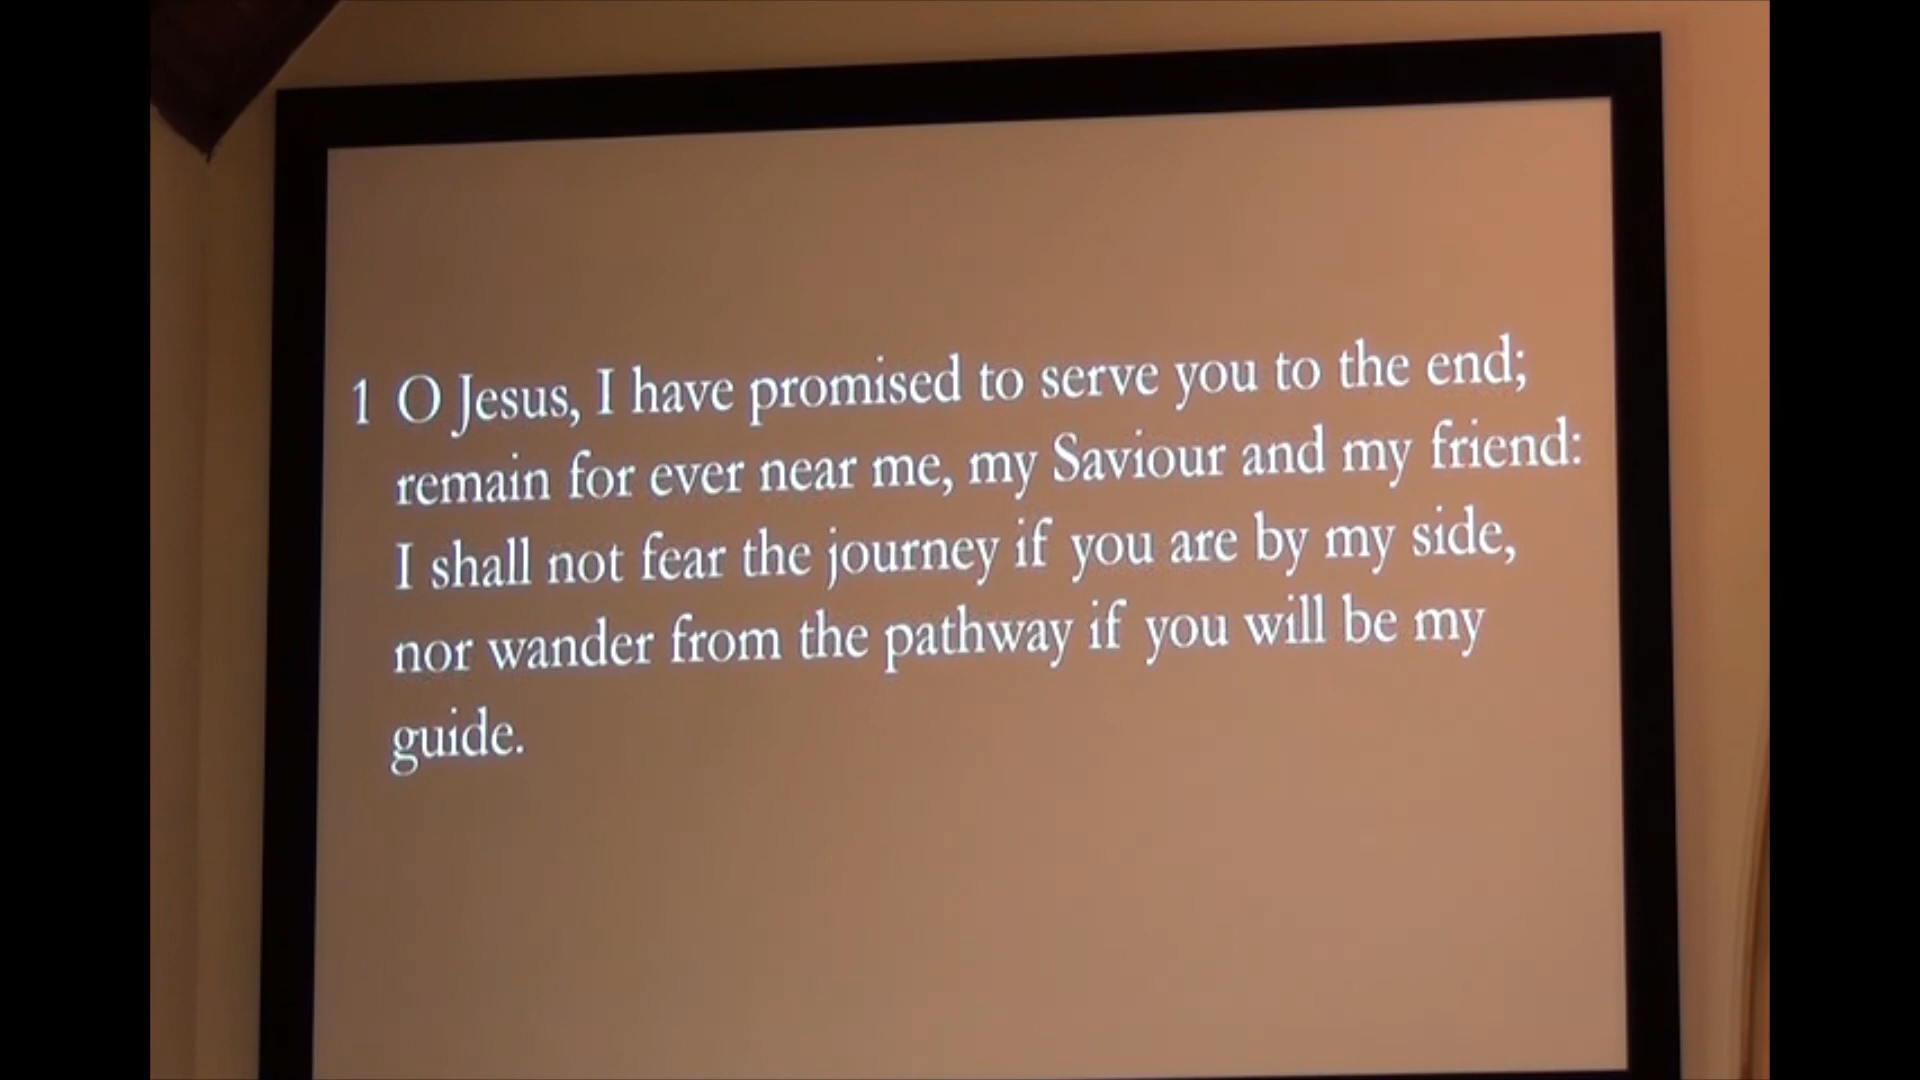 1 O Jesus, I have promised to serve you to the end;
remain for ever near me, my Saviour and my friend:
I shall not fear the journey if you are by my side,
nor wander from the pathway if you will be my
guide.